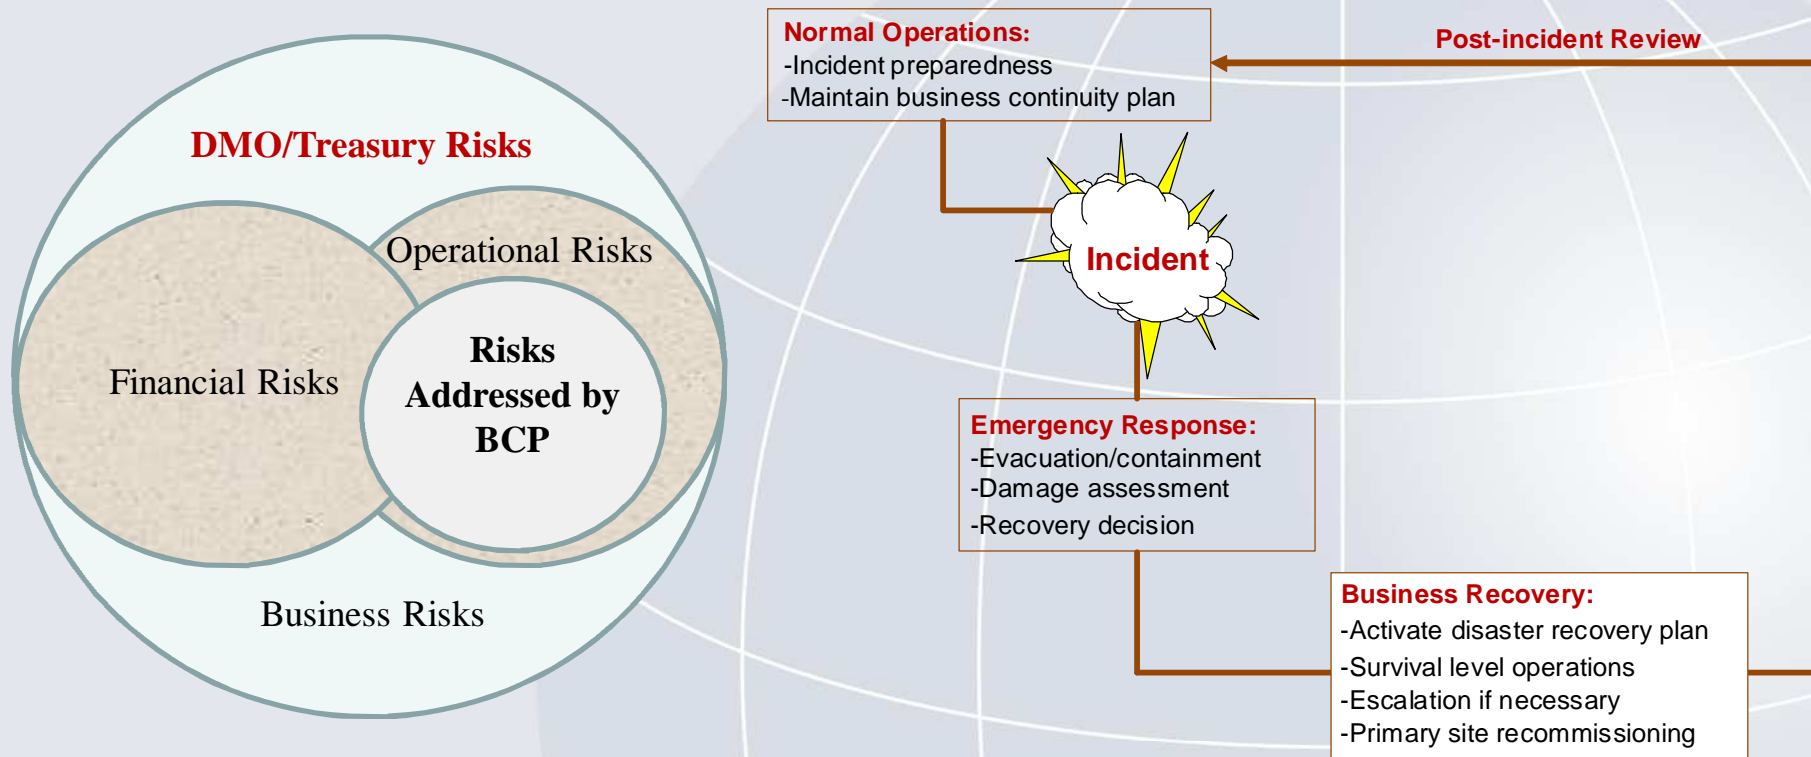 DMO/Treasury Risks
Operational Risks
Financial Risks
Risks
Addressed by
BCP
Business Risks
Normal Operations:
-Incident preparedness
-Maintain business continuity plan
Post-incident Review
Incident
Emergency Response:
-Evacuation/containment
-Damage assessment
-Recovery decision
Business Recovery:
-Activate disaster recovery plan
-Survival level operations
-Escalation if necessary
-Primary site recommissioning